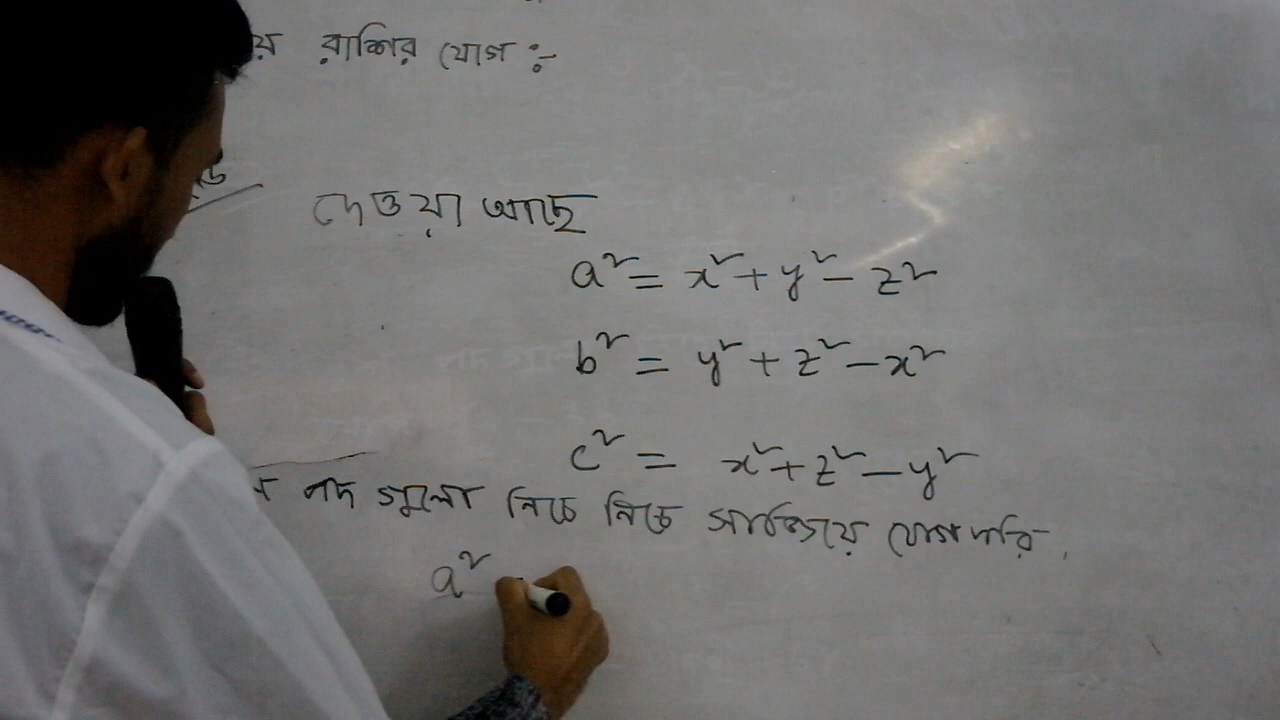 য় রাশির যোগ :-
দেওয়া আছে
a² = x² + y² - z²
b² = y² + z² - x²
c² = x² + z² - y²
পদ গুলো নিচে নিচে সাজিয়ে যোগ করি
a²